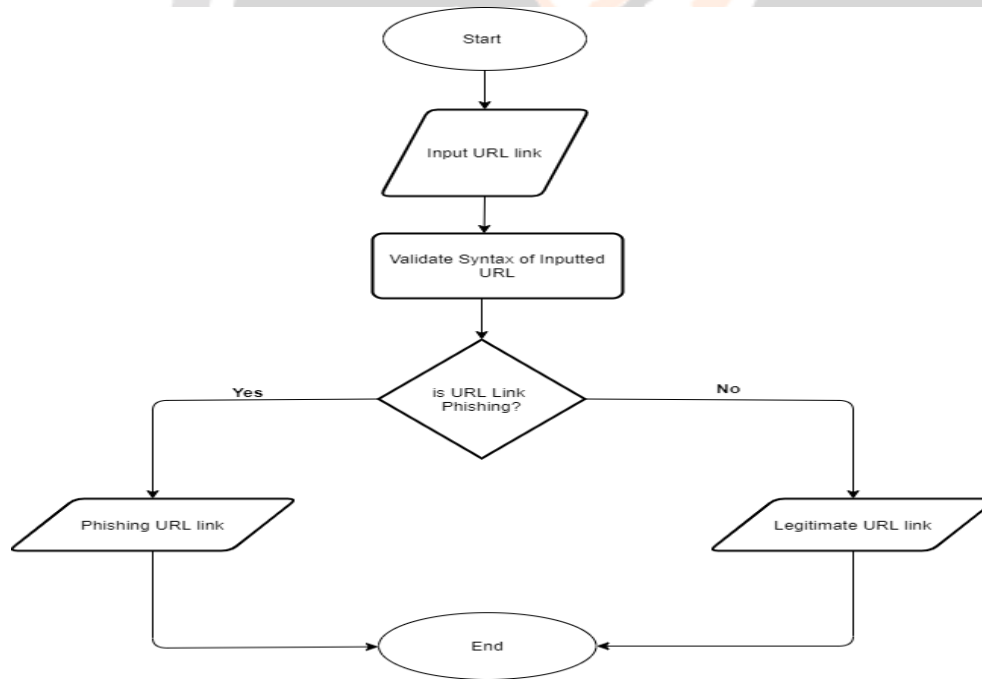 Start
Input URL link
Validate Syntax of Inputted
URL
is URL Link
Phishing?
Yes
No
Phishing URL link
Legitimate URL link
End